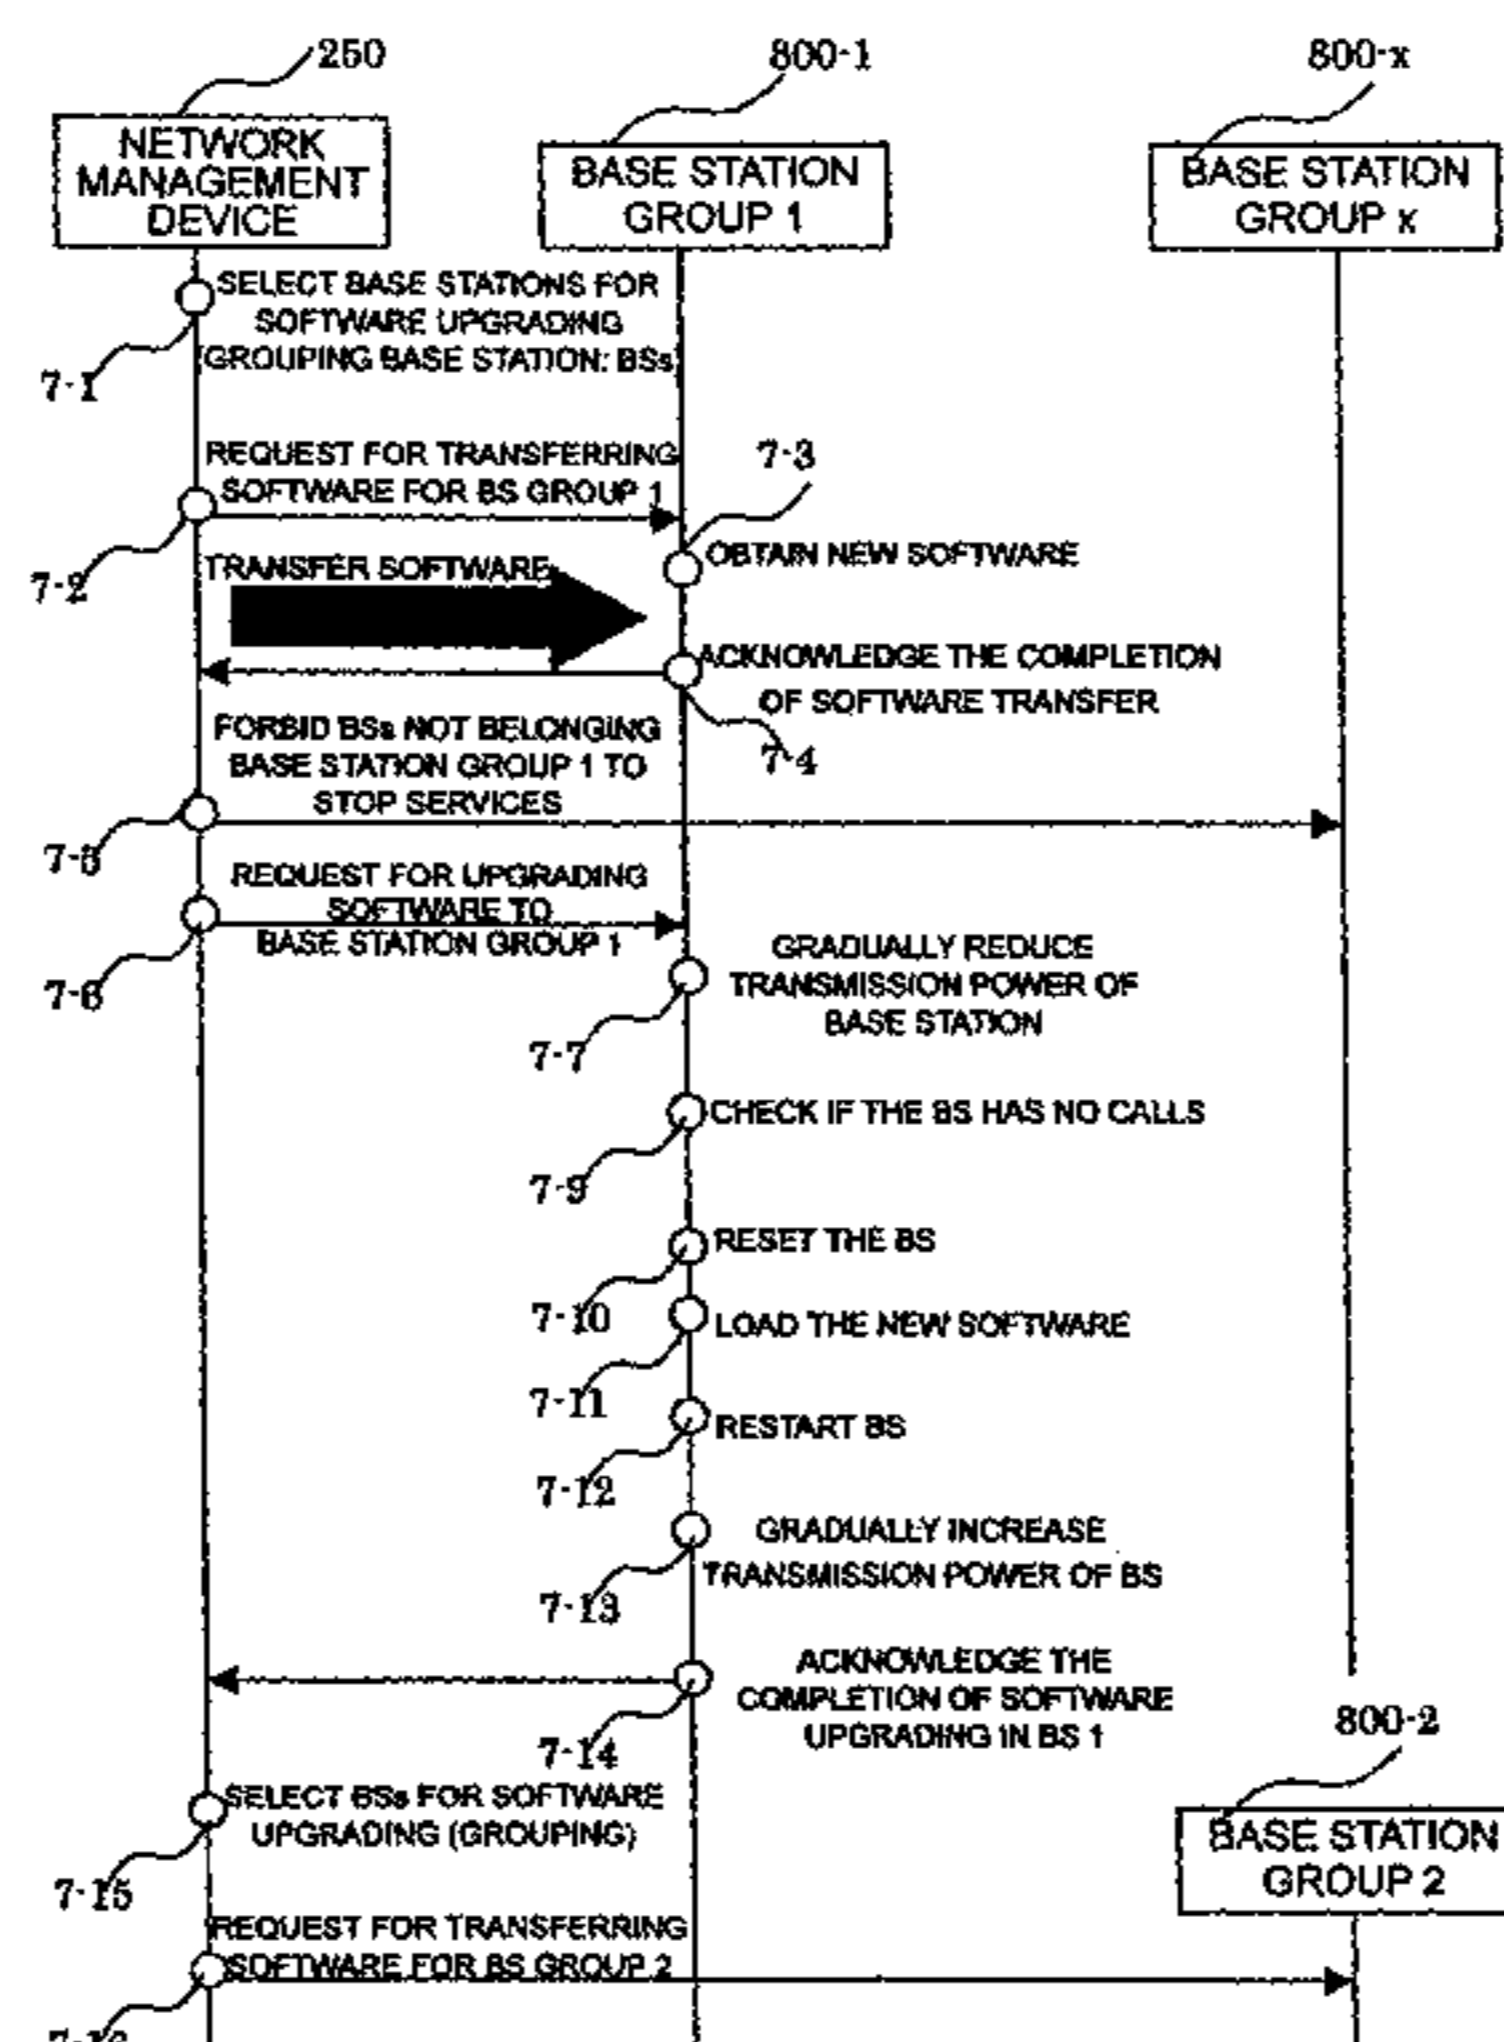 250
800-1
800-x
NETWORK
MANAGEMENT
DEVICE
BASE STATION
GROUP 1
BASE STATION
GROUP x
SELECT BASE STATIONS FOR
SOFTWARE UPGRADING
GROUPING BASE STATION: BSs
7-1
REQUEST FOR TRANSFERRING
SOFTWARE FOR BS GROUP 1
7-2
7-3
OBTAIN NEW SOFTWARE
TRANSFER SOFTWARE
ACKNOWLEDGE THE COMPLETION
OF SOFTWARE TRANSFER
7-4
FORBID BSs NOT BELONGING
BASE STATION GROUP 1 TO
STOP SERVICES
7-5
REQUEST FOR UPGRADING
SOFTWARE TO
BASE STATION GROUP 1
7-6
GRADUALLY REDUCE
TRANSMISSION POWER OF
BASE STATION
7-7
CHECK IF THE BS HAS NO CALLS
7-9
RESET THE BS
7-10
LOAD THE NEW SOFTWARE
7-11
RESTART BS
7-12
GRADUALLY INCREASE
TRANSMISSION POWER OF BS
7-13
ACKNOWLEDGE THE
COMPLETION OF SOFTWARE
UPGRADING IN BS 1
7-14
800-2
SELECT BSs FOR SOFTWARE
UPGRADING (GROUPING)
7-15
BASE STATION
GROUP 2
REQUEST FOR TRANSFERRING
SOFTWARE FOR BS GROUP 2